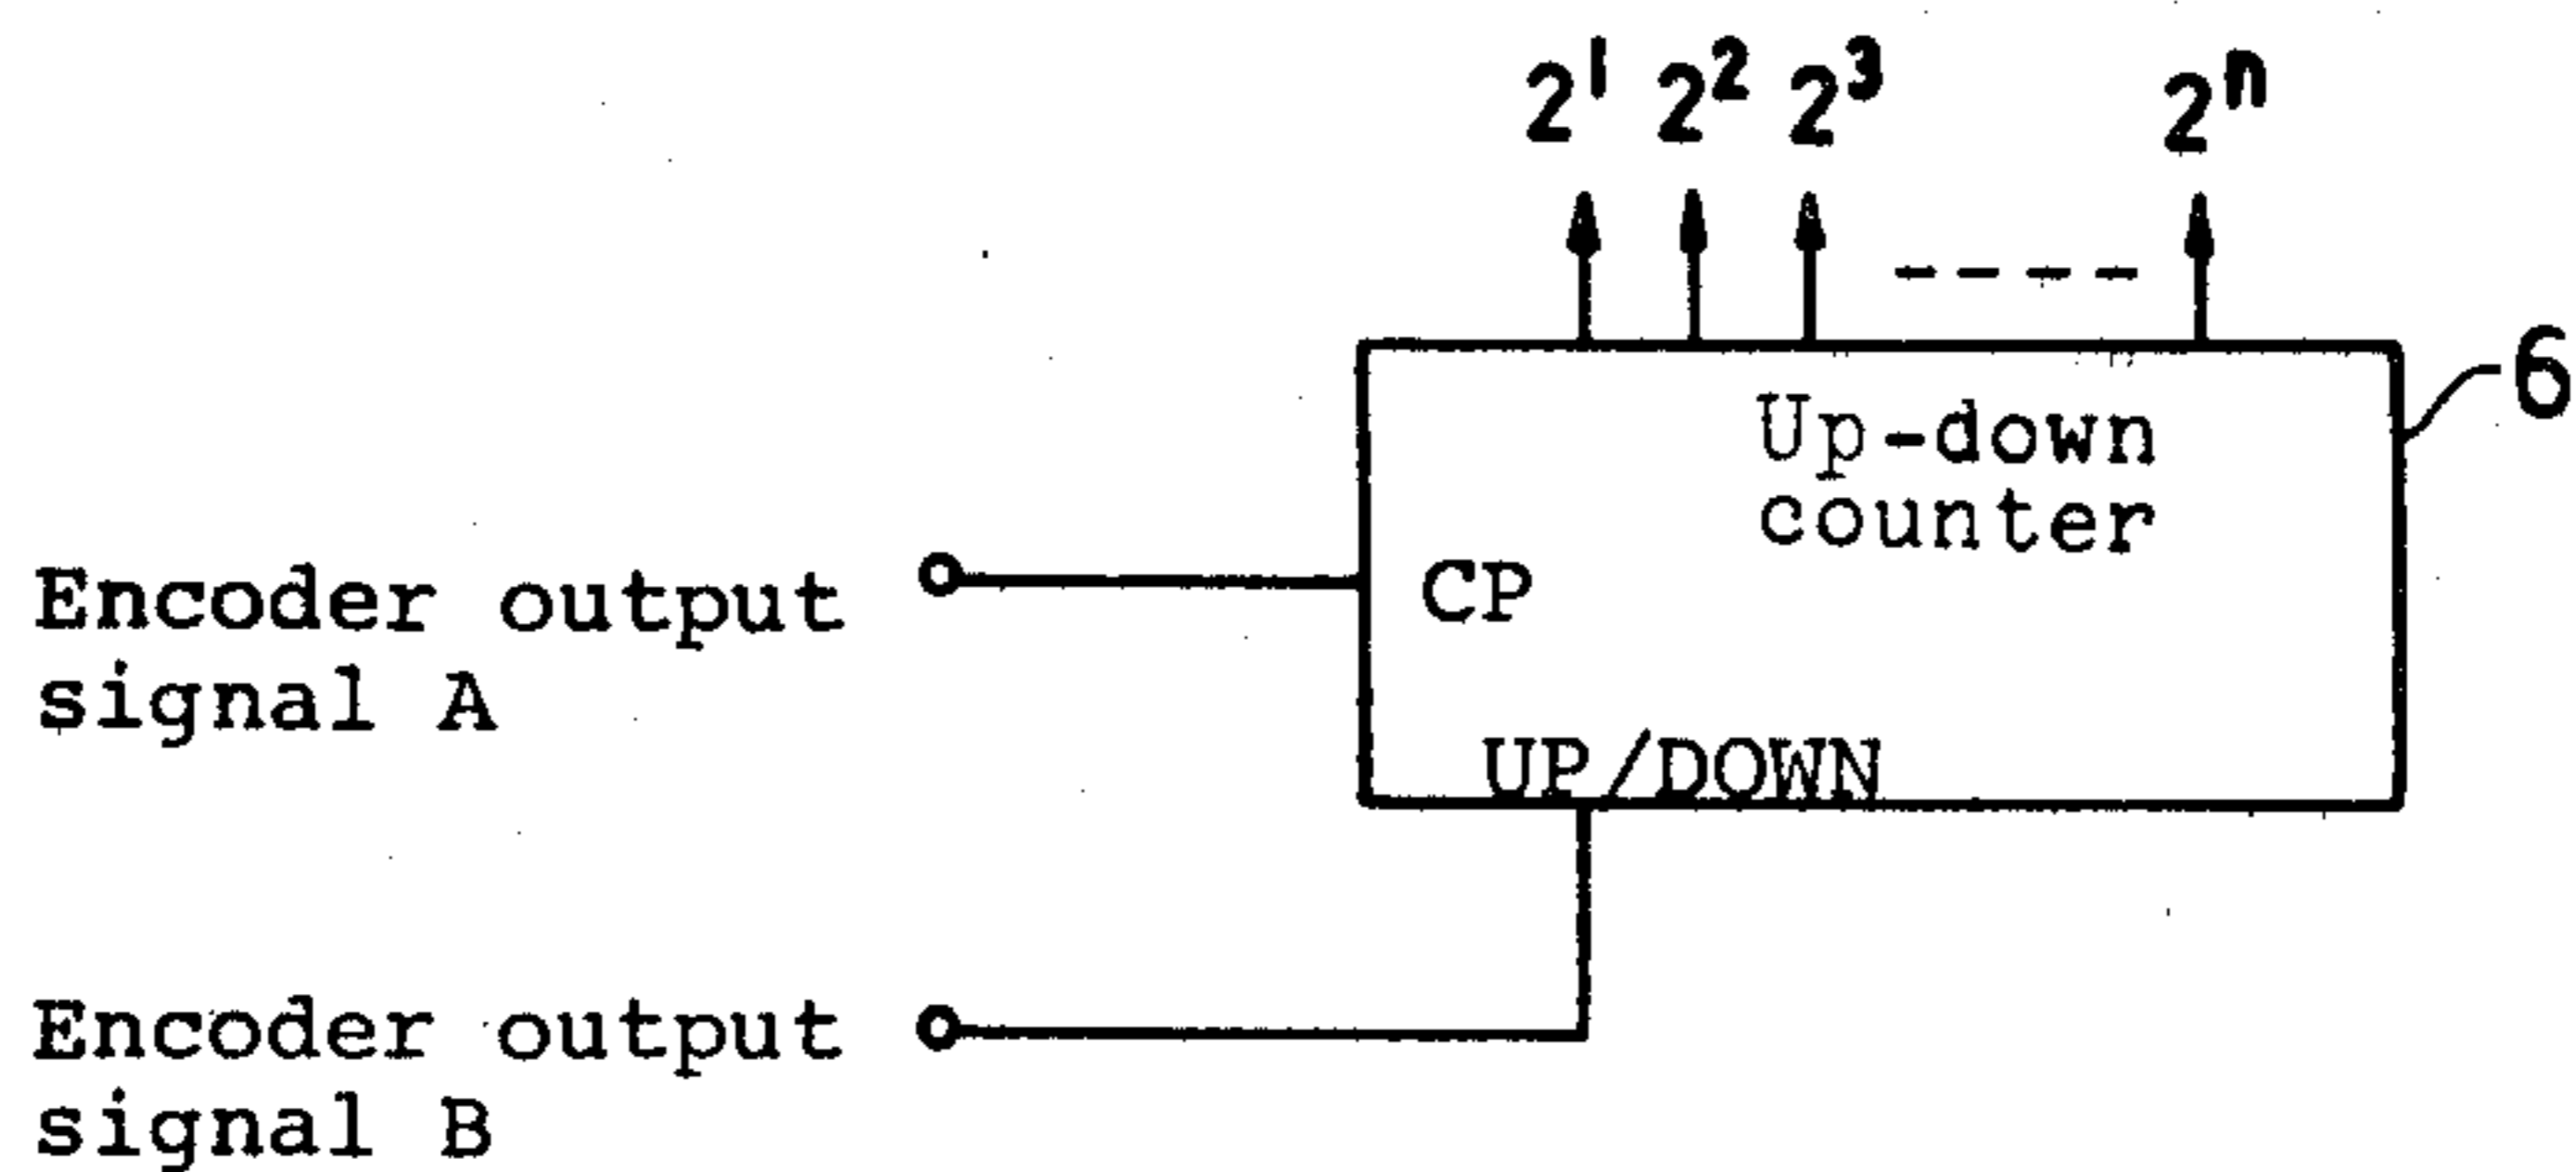 2¹ 2² 2³ ---- 2ⁿ
6
Up-down
counter
CP
Encoder output
signal A
UP/DOWN
Encoder output
signal B